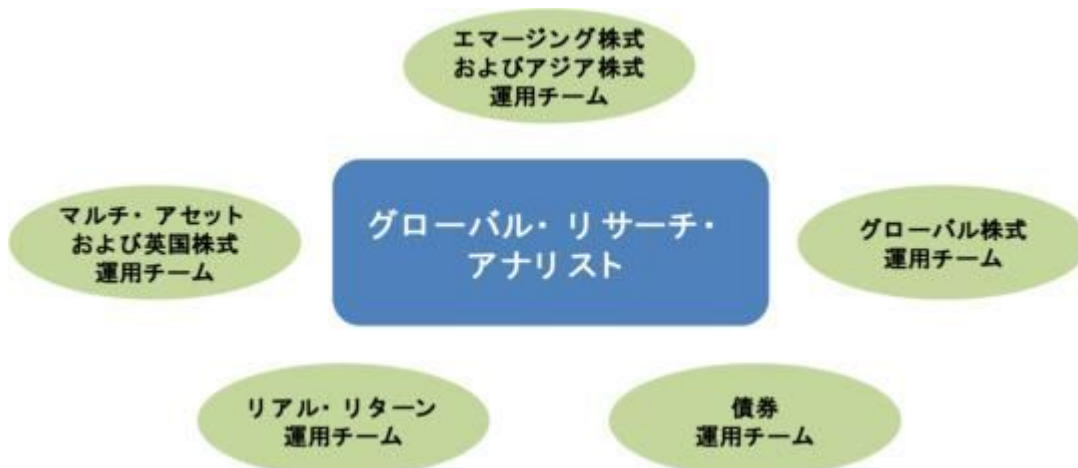 エマージング株式
およびアジア株式
運用チーム
マルチ・アセット
および英国株式
運用チーム
グローバル・リサーチ・
アナリスト
グローバル株式
運用チーム
リアル・リターン
運用チーム
債券
運用チーム